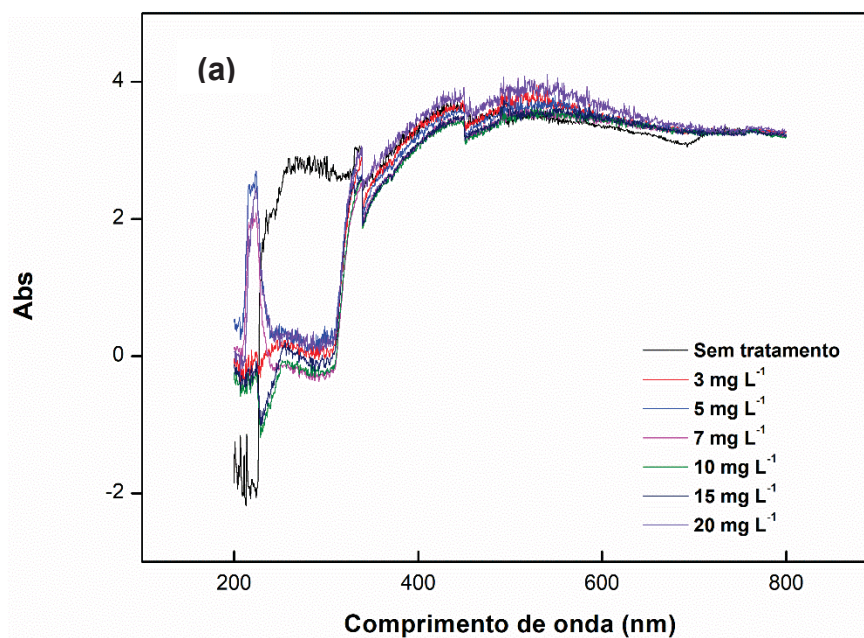 (a)
4
2
0
-2
Abs
Sem tratamento
3 mg L⁻¹
5 mg L⁻¹
7 mg L⁻¹
10 mg L⁻¹
15 mg L⁻¹
20 mg L⁻¹
200 400 600 800
Comprimento de onda (nm)